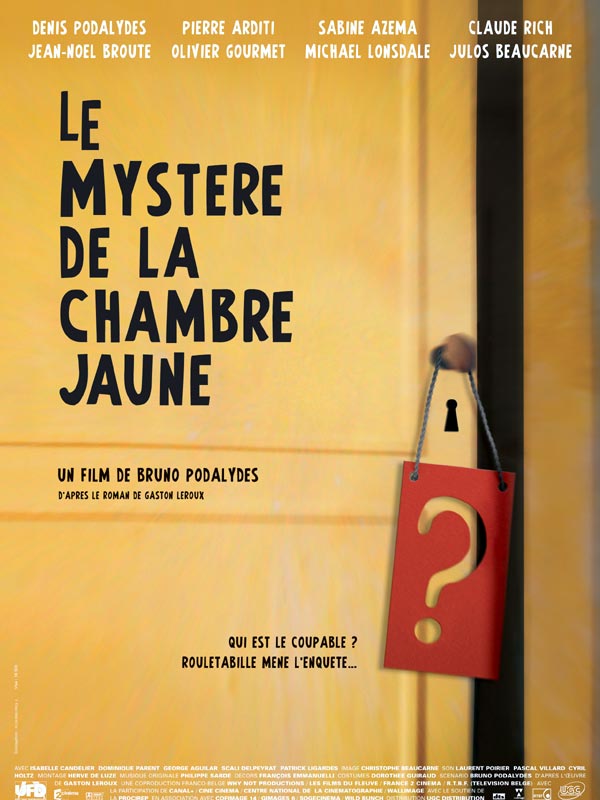 DENIS PODALYDES PIERRE ARDITI SABINE AZEMA CLAUDE RICH
JEAN-NOEL BROUTE OLIVIER GOURMET MICHAEL LONSDALE JULOS BEAUCARNE
LE
MYSTERE
DE LA
CHAMBRE
JAUNE
UN FILM DE BRUNO PODALYDES
D'APRES LE ROMAN DE GASTON LEROUX
?
QUI EST LE COUPABLE ?
ROULETABILLE MENE L'ENQUETE...
AVEC ISABELLE CANDELIER DOMINIQUE PARENT GEORGE AGUILAR SCALI DELPEYRAT PATRICK LIGARDES IMAGE CHRISTOPHE BEAUCARNE SON LAURENT POIRIER PASCAL VILLARD CYRIL
HOLTZ MONTAGE HERVE DE LUZE MUSIQUE ORIGINALE PHILIPPE SARDE DECORS FRANÇOIS EMMANUELLI COSTUMES DOROTHEE GUIRAUD SCENARIO BRUNO PODALYDES D'APRES L'ŒUVRE
DE GASTON LEROUX UNE COPRODUCTION FRANCO-BELGE WHY NOT PRODUCTIONS / LES FILMS DU FLEUVE / FRANCE 2 CINEMA / R.T.B.F (TELEVISION BELGE) AVEC
LA PARTICIPATION DE CANAL+ / CINE CINEMA / CENTRE NATIONAL DE LA CINEMATOGRAPHIE / WALLIMAGE AVEC LE SOUTIEN DE
LA PROCIREP EN ASSOCIATION AVEC COFIMAGE 14 / GIMAGES 6 / SOGECINEMA / WILD BUNCH DISTRIBUTION UGC DISTRIBUTION
UFD
cinéma
dts
UGC